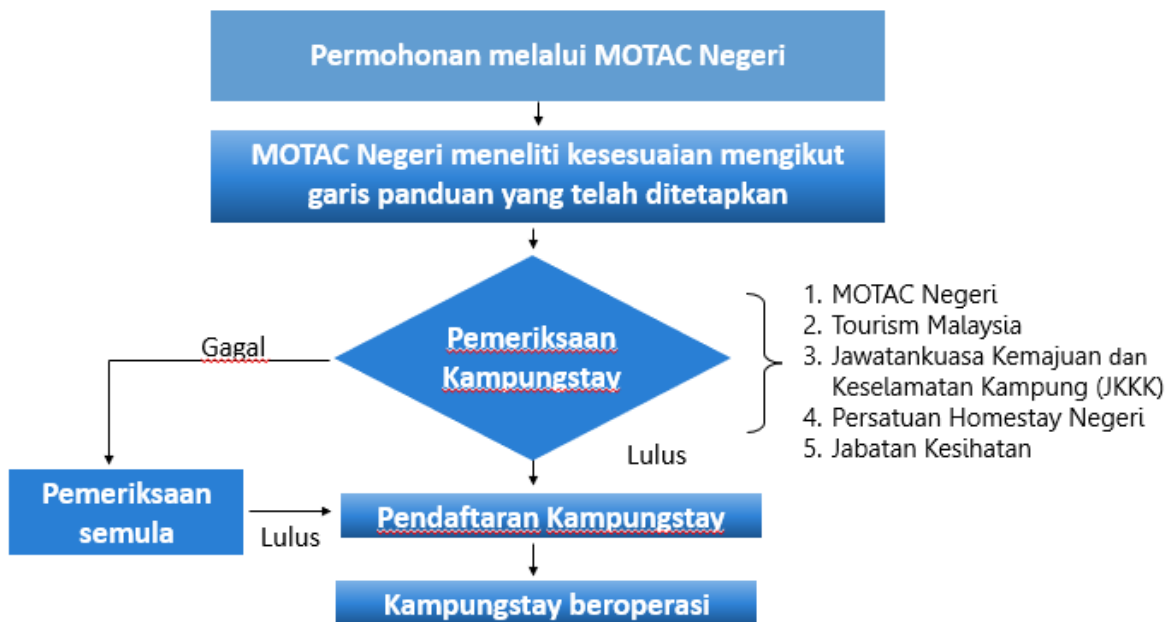 Permohonan melalui MOTAC Negeri
MOTAC Negeri meneliti kesesuaian mengikut
garis panduan yang telah ditetapkan
Pemeriksaan
Kampungstay
Gagal
1. MOTAC Negeri
2. Tourism Malaysia
3. Jawatankuasa Kemajuan dan
Keselamatan Kampung (JKKK)
4. Persatuan Homestay Negeri
5. Jabatan Kesihatan
Lulus
Pemeriksaan
semula
Lulus
Pendaftaran Kampungstay
Kampungstay beroperasi